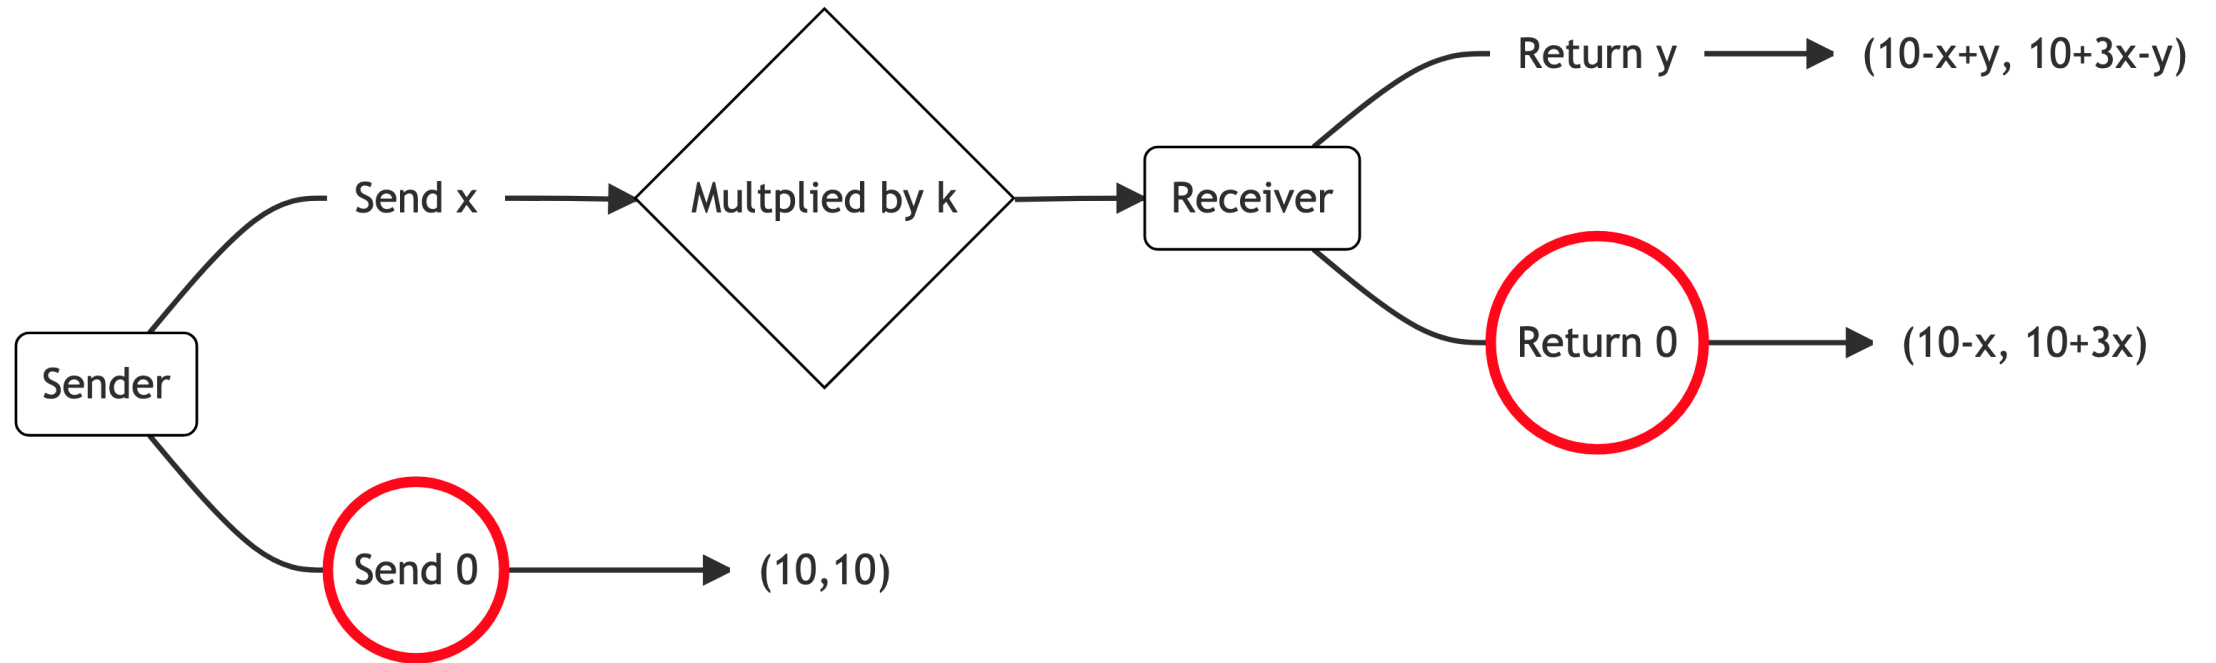 Sender
Send x
Multplied by k
Receiver
Return y
(10-x+y, 10+3x-y)
Return 0
(10-x, 10+3x)
Send 0
(10,10)